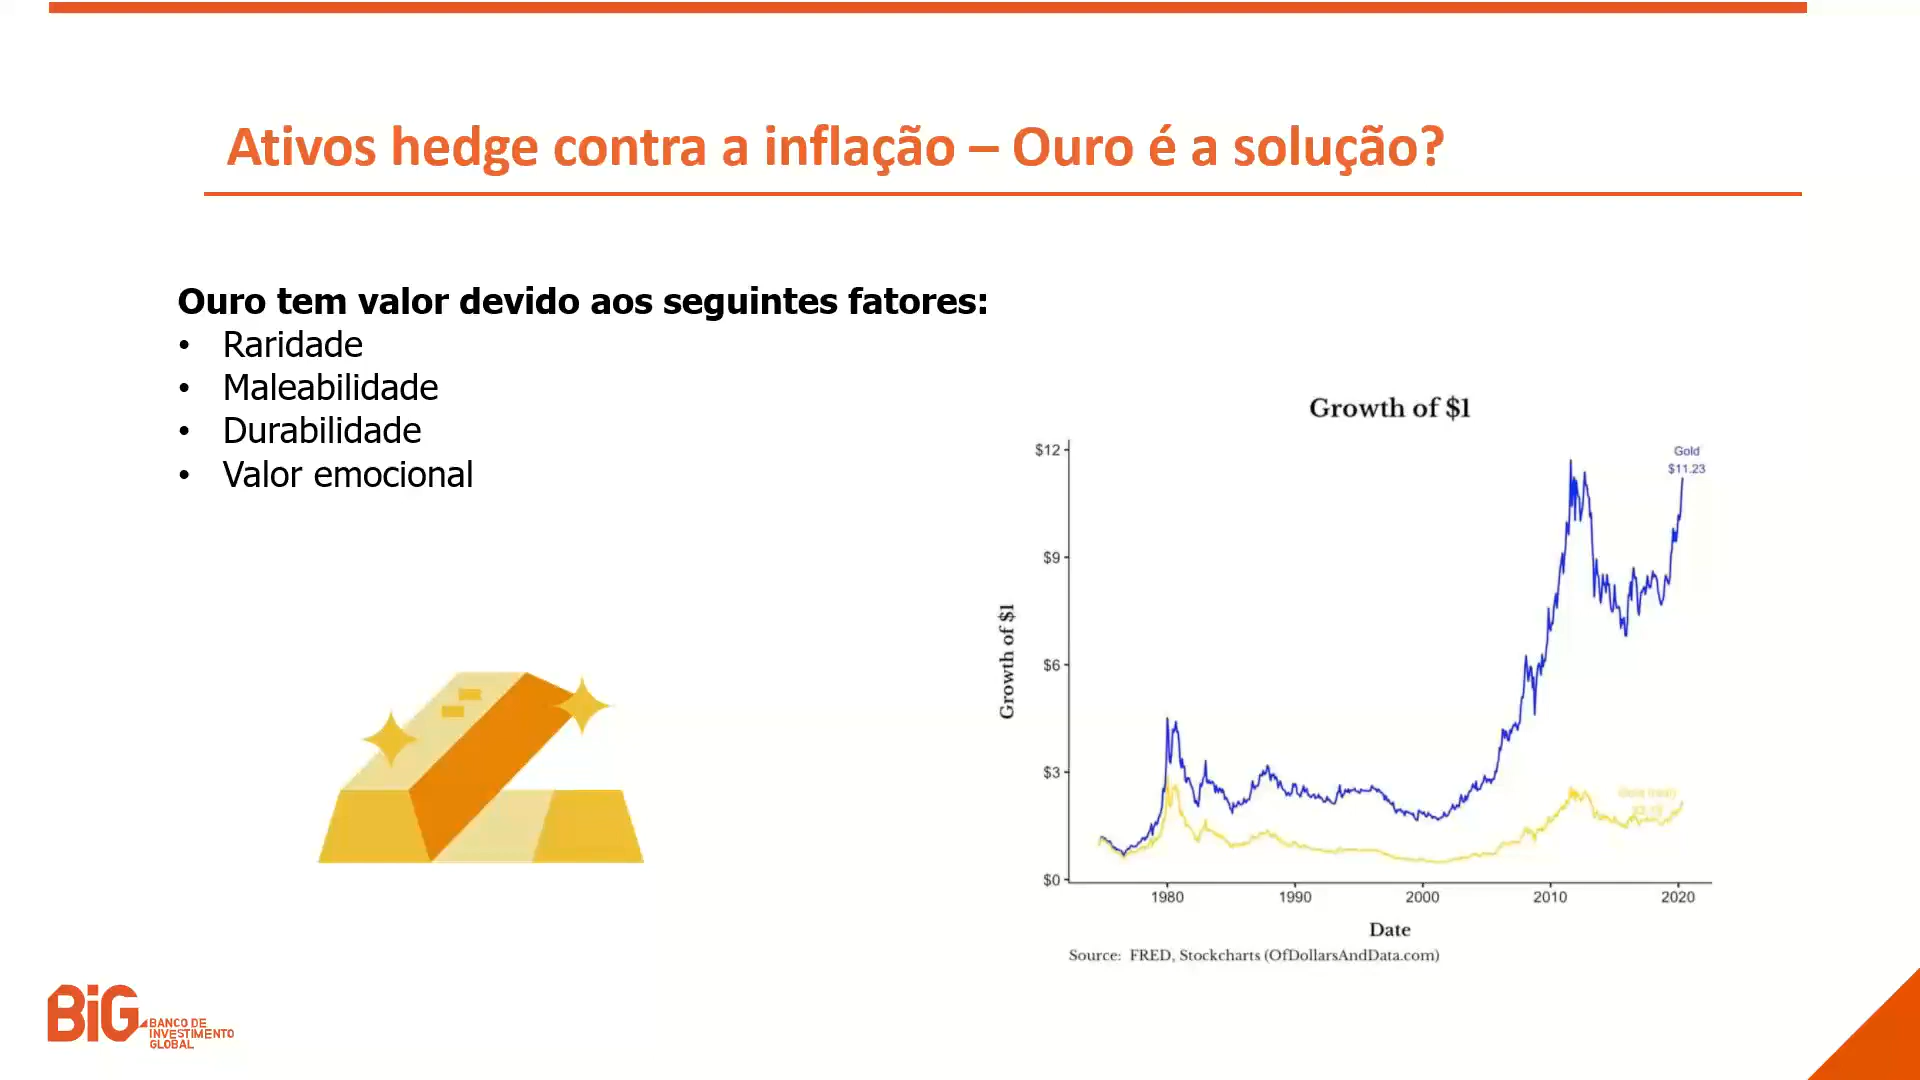 Ativos hedge contra a inflação – Ouro é a solução?
Ouro tem valor devido aos seguintes fatores:
• Raridade
• Maleabilidade
• Durabilidade
• Valor emocional
Growth of $1
$12
$9
$6
$3
$0
Growth of $1
Gold
$11.23
1980
1990
2000
2010
2020
Date
Source: FRED, Stockcharts (OfDollarsAndData.com)
BiG
BANCO DE
INVESTIMENTO
GLOBAL